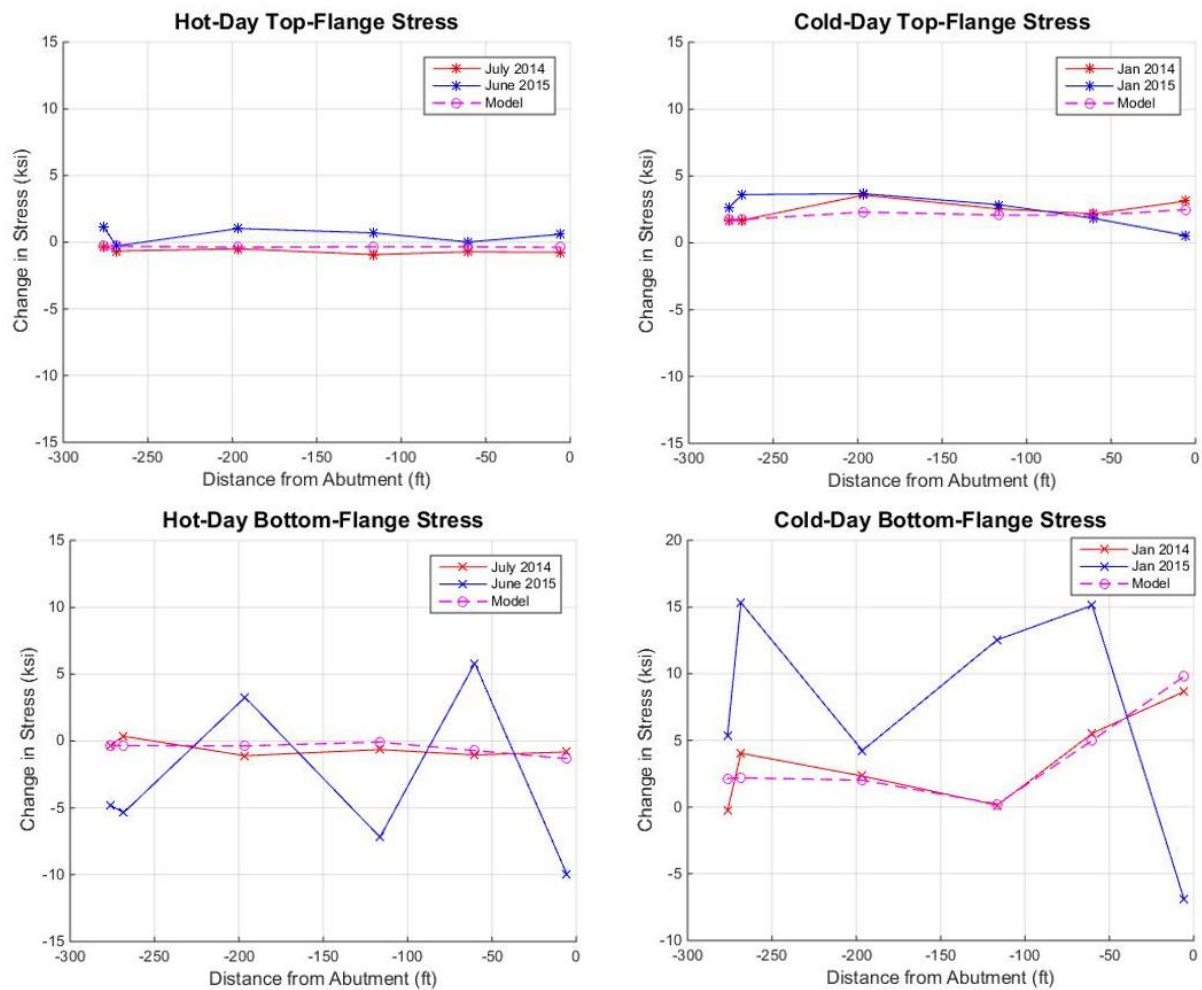 Hot-Day Top-Flange Stress
15
10
5
0
-5
-10
-15
Change in Stress (ksi)
July 2014
June 2015
Model
-300
-250
-200
-150
-100
-50
0
Distance from Abutment (ft)
Cold-Day Top-Flange Stress
15
10
5
0
-5
-10
-15
Change in Stress (ksi)
Jan 2014
Jan 2015
Model
-300
-250
-200
-150
-100
-50
0
Distance from Abutment (ft)
Hot-Day Bottom-Flange Stress
15
10
5
0
-5
-10
-15
Change in Stress (ksi)
July 2014
June 2015
Model
-300
-250
-200
-150
-100
-50
0
Distance from Abutment (ft)
Cold-Day Bottom-Flange Stress
20
15
10
5
0
-5
-10
Change in Stress (ksi)
Jan 2014
Jan 2015
Model
-300
-250
-200
-150
-100
-50
0
Distance from Abutment (ft)